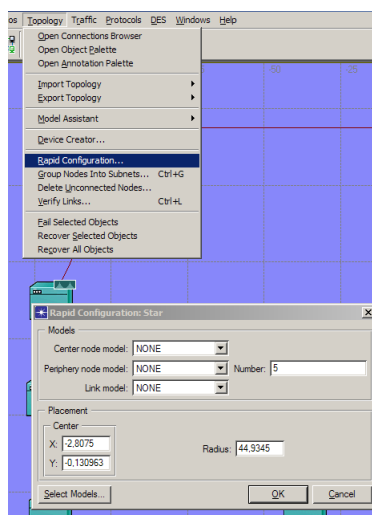 os Topology Traffic Protocols DES Windows Help
Open Connections Browser
Open Object Palette
Open Annotation Palette
Import Topology
Export Topology
Model Assistant
Device Creator...
Rapid Configuration...
Group Nodes Into Subnets... Ctrl+G
Delete Unconnected Nodes...
Verify Links... Ctrl+L
Fail Selected Objects
Recover Selected Objects
Recover All Objects
Rapid Configuration: Star
Models
Center node model: NONE
Periphery node model: NONE Number: 5
Link model: NONE
Placement
Center
X: -2,8075 Radius: 44,9345
Y: -0,130963
Select Models... OK Cancel